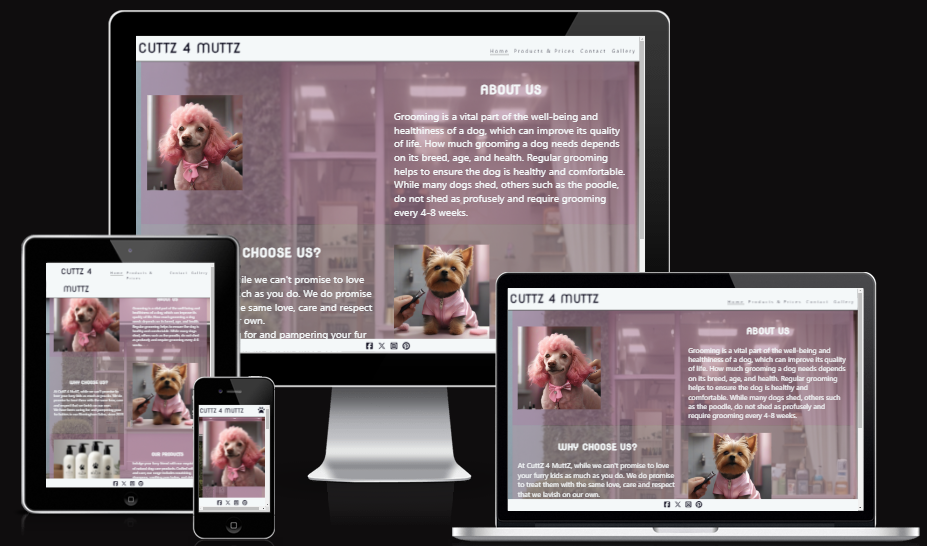 CUTTZ 4 MUTTZ
Home Products & Prices Contact Gallery
ABOUT US
Grooming is a vital part of the well-being and
healthiness of a dog, which can improve its quality
of life. How much grooming a dog needs depends
on its breed, age, and health. Regular grooming
helps to ensure the dog is healthy and comfortable.
While many dogs shed, others such as the poodle,
do not shed as profusely and require grooming
every 4-8 weeks.
CHOOSE US?
ile we can't promise to love
ch as you do. We do promise
e same love, care and respect
own.
for and pampering your fur
CUTTZ 4
MUTTZ
Home Products &
Prices
Contact Gallery
WHY CHOOSE US?
OUR PRODUCTS
CUTTZ 4 MUTTZ
CUTTZ 4 MUTTZ
Home Products & Prices Contact Gallery
ABOUT US
Grooming is a vital part of the well-being and
healthiness of a dog, which can improve its quality
of life. How much grooming a dog needs depends
on its breed, age, and health. Regular grooming
helps to ensure the dog is healthy and
comfortable. While many dogs shed, others such
as the poodle, do not shed as profusely and require
grooming every 4-8 weeks.
WHY CHOOSE US?
At CuttZ 4 MuttZ, while we can't promise to love
your furry kids as much as you do. We do promise
to treat them with the same love, care and respect
that we lavish on our own.